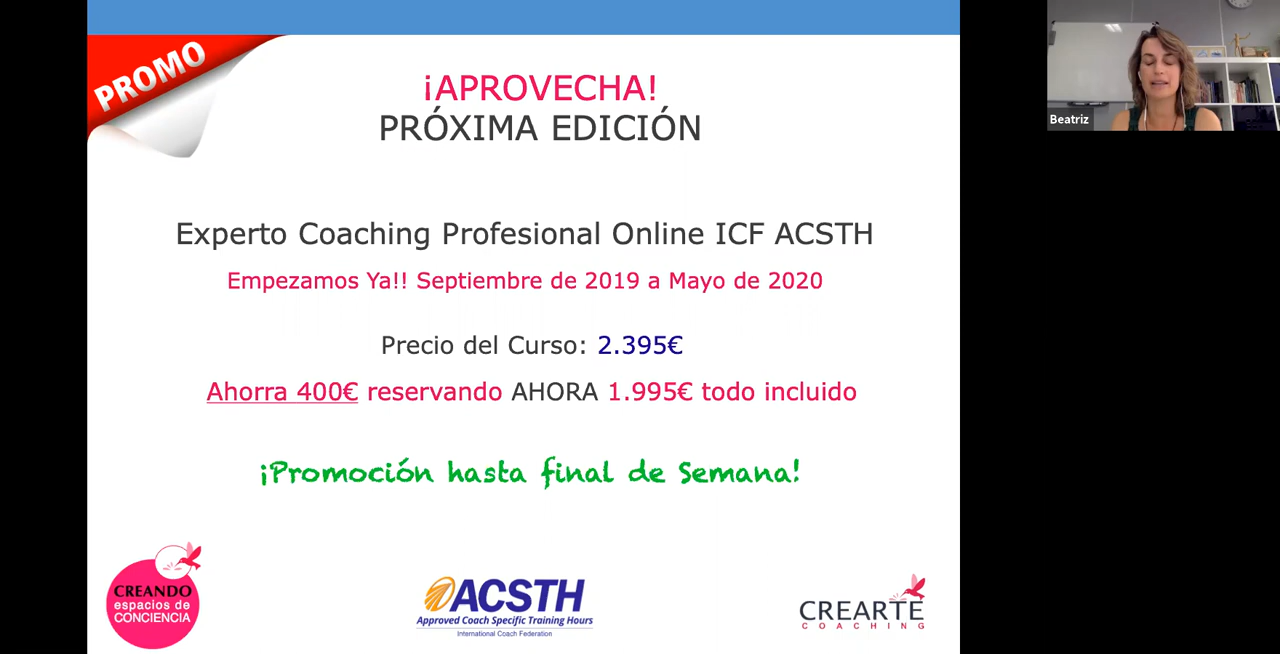 PROMO
¡APROVECHA!
PRÓXIMA EDICIÓN
Experto Coaching Profesional Online ICF ACSTH
Empezamos Ya!! Septiembre de 2019 a Mayo de 2020
Precio del Curso: 2.395€
Ahorra 400€ reservando AHORA 1.995€ todo incluido
¡Promoción hasta final de Semana!
CREANDO
espacios de
CONCIENCIA
ACSTH
Approved Coach Specific Training Hours
International Coach Federation
CREARTE
COACHING
Beatriz